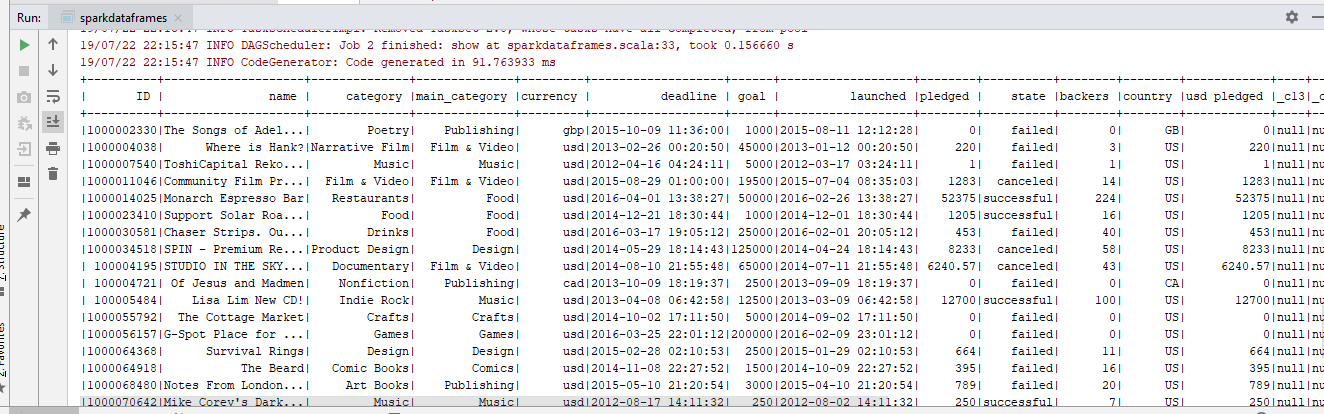 Run: sparkdataframes
19/07/22 22:15:47 INFO DAGScheduler: Job 2 finished: show at sparkdataframes.scala:33, took 0.156660 s
19/07/22 22:15:47 INFO CodeGenerator: Code generated in 91.763933 ms
| ID| name| category|main_category|currency| deadline| goal| launched|pledged| state|backers|country|usd pledged|_c13|_c
|1000002330|The Songs of Adel...| Poetry| Publishing| gbp|2015-10-09 11:36:00| 1000|2015-08-11 12:12:28| 0| failed| 0| GB| 0|null|nu
|1000004038| Where is Hank?|Narrative Film| Film & Video| usd|2013-02-26 00:20:50| 45000|2013-01-12 00:20:50| 220| failed| 3| US| 220|null|nu
|1000007540|ToshiCapital Reko...| Music| Music| usd|2012-04-16 04:24:11| 5000|2012-03-17 03:24:11| 1| failed| 1| US| 1|null|nu
|1000011046|Community Film Pr...| Film & Video| Film & Video| usd|2015-08-29 01:00:00| 19500|2015-07-04 08:35:03| 1283| canceled| 14| US| 1283|null|nu
|1000014025|Monarch Espresso Bar| Restaurants| Food| usd|2016-04-01 13:38:27| 50000|2016-02-26 13:38:27| 52375|successful| 224| US| 52375|null|nu
|1000023410|Support Solar Roa...| Food| Food| usd|2014-12-21 18:30:44| 1000|2014-12-01 18:30:44| 1205|successful| 16| US| 1205|null|nu
|1000030581|Chaser Strips. Ou...| Drinks| Food| usd|2016-03-17 19:05:12| 25000|2016-02-01 20:05:12| 453| failed| 40| US| 453|null|nu
|1000034518|SPIN - Premium Re...|Product Design| Design| usd|2014-05-29 18:14:43|125000|2014-04-24 18:14:43| 8233| canceled| 58| US| 8233|null|nu
| 100004195|STUDIO IN THE SKY...| Documentary| Film & Video| usd|2014-08-10 21:55:48| 65000|2014-07-11 21:55:48|6240.57| canceled| 43| US| 6240.57|null|nu
| 100004721| Of Jesus and Madmen| Nonfiction| Publishing| cad|2013-10-09 18:19:37| 2500|2013-09-09 18:19:37| 0| failed| 0| CA| 0|null|nu
| 100005484| Lisa Lim New CD!| Indie Rock| Music| usd|2013-04-08 06:42:58| 12500|2013-03-09 06:42:58| 12700|successful| 100| US| 12700|null|nu
|1000055792| The Cottage Market| Crafts| Crafts| usd|2014-10-02 17:11:50| 5000|2014-09-02 17:11:50| 0| failed| 0| US| 0|null|nu
|1000056157|G-Spot Place for ...| Games| Games| usd|2016-03-25 22:01:12|200000|2016-02-09 23:01:12| 0| failed| 0| US| 0|null|nu
|1000064368| Survival Rings| Design| Design| usd|2015-02-28 02:10:53| 2500|2015-01-29 02:10:53| 664| failed| 11| US| 664|null|nu
|1000064918| The Beard| Comic Books| Comics| usd|2014-11-08 22:27:52| 1500|2014-10-09 22:27:52| 395| failed| 16| US| 395|null|nu
|1000068480|Notes From London...| Art Books| Publishing| usd|2015-05-10 21:20:54| 3000|2015-04-10 21:20:54| 789| failed| 20| US| 789|null|nu
|1000070642|Mike Corey's Dark...| Music| Music| usd|2012-08-17 14:11:32| 250|2012-08-02 14:11:32| 250|successful| 7| US| 250|null|nu